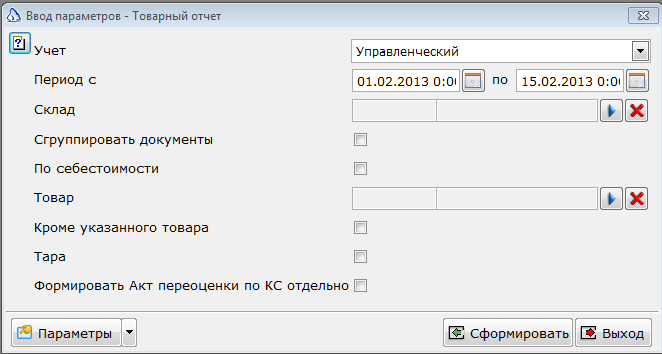 Ввод параметров - Товарный отчет
Учет Управленческий
Период с 01.02.2013 0:0 по 15.02.2013 0:0
Склад
Сгруппировать документы
По себестоимости
Товар
Кроме указанного товара
Тара
Формировать Акт переоценки по КС отдельно
Параметры Сформировать Выход